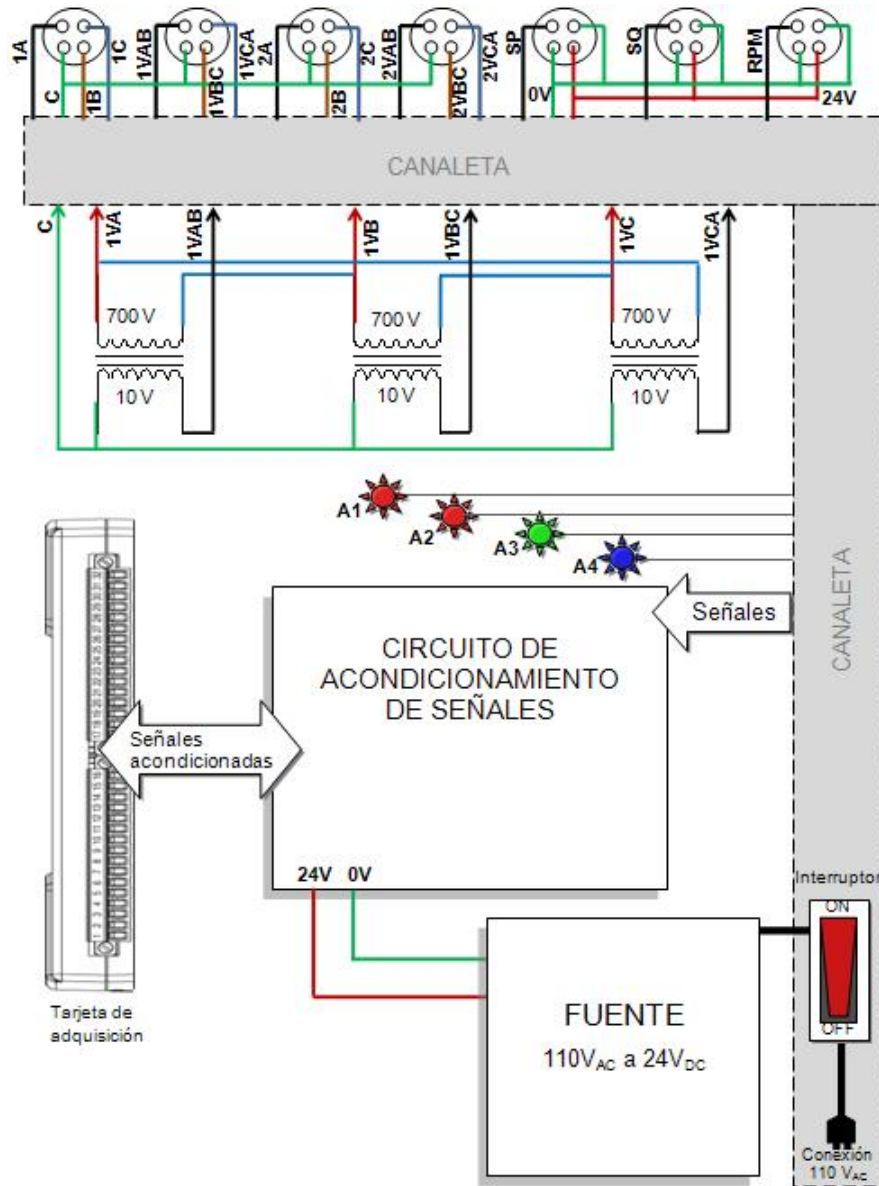 1A
C
1B
1C
1VAB
1VBC
1VCA
2A
2B
2C
2VAB
2VBC
2VCA
SP
0V
SQ
RPM
24V
CANALETA
C
1VA
1VAB
1VB
1VBC
1VC
1VCA
700 V
700 V
700 V
10 V
10 V
10 V
A1
A2
A3
A4
Señales
CANALETA
CIRCUITO DE
ACONDICIONAMIENTO
DE SEÑALES
Señales
acondicionadas
24V
0V
Interruptor
ON
OFF
FUENTE
110VAC a 24VDC
Tarjeta de
adquisición
Conexión
110 VAC